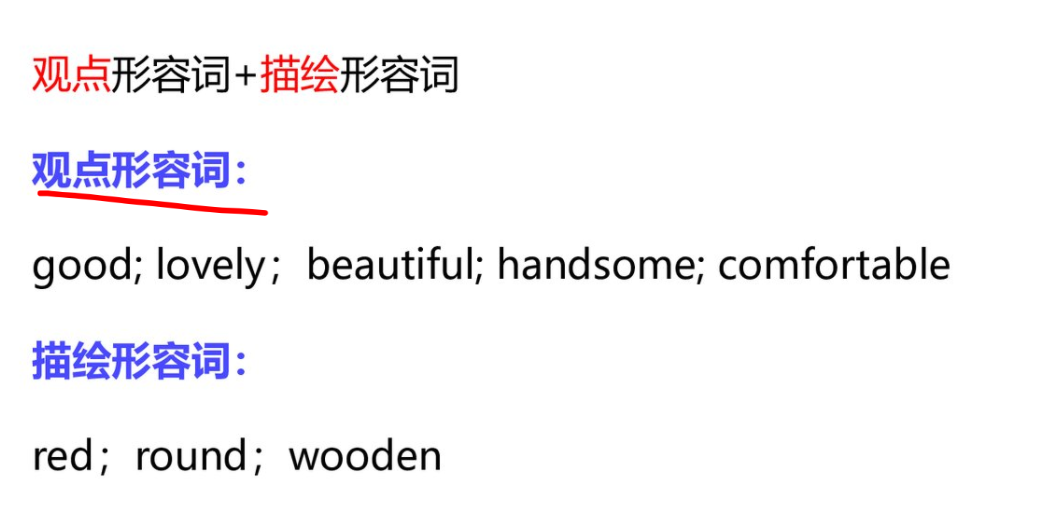 观点形容词+描绘形容词
观点形容词：
good; lovely；beautiful; handsome; comfortable
描绘形容词：
red；round；wooden